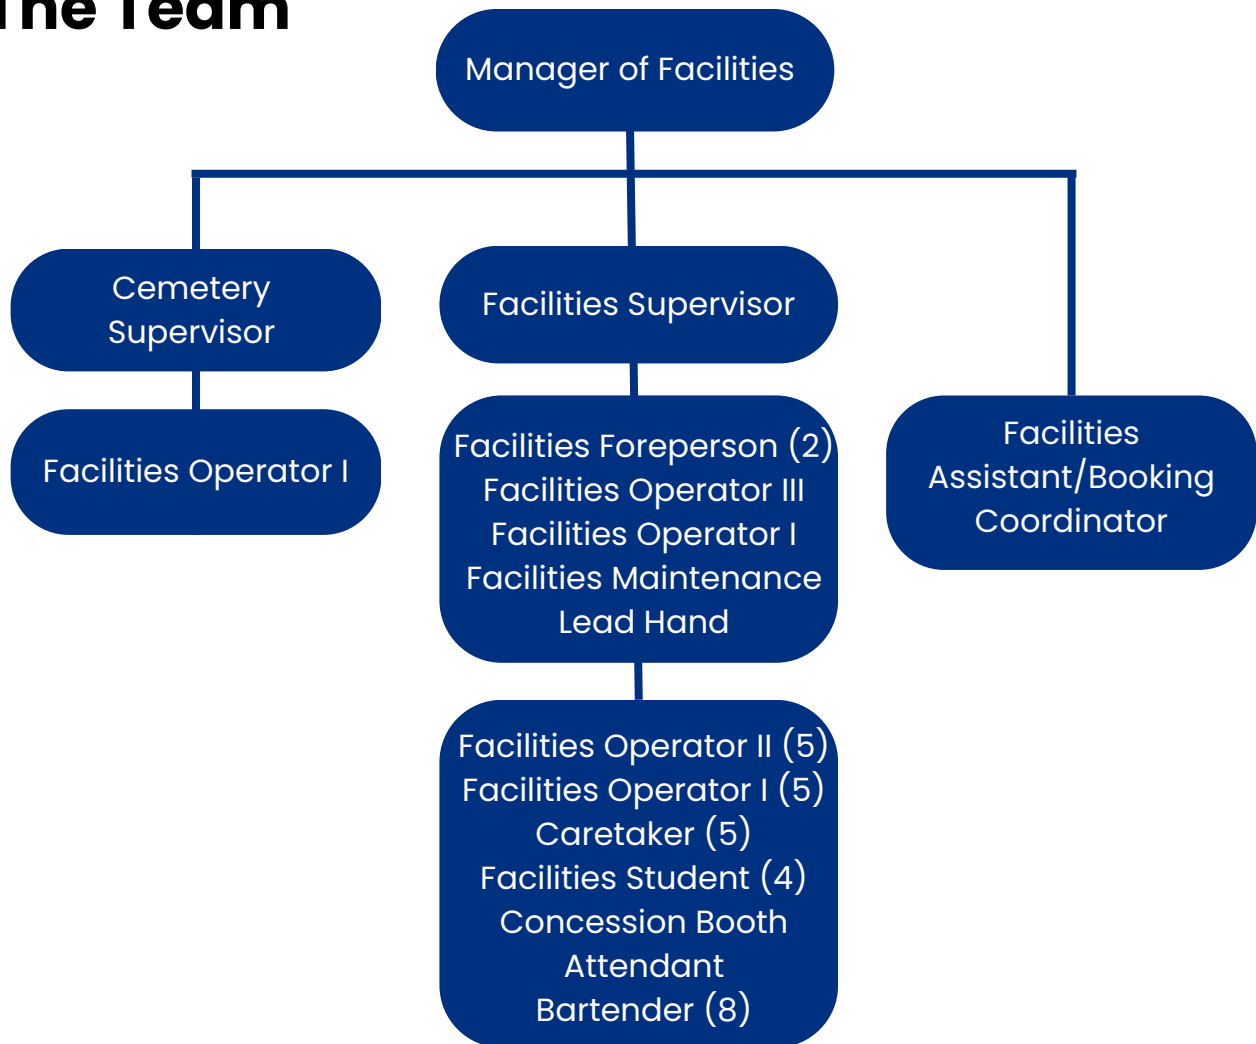 The Team
Manager of Facilities
Cemetery
Supervisor
Facilities Operator I
Facilities Supervisor
Facilities Foreperson (2)
Facilities Operator III
Facilities Operator I
Facilities Maintenance
Lead Hand
Facilities Operator II (5)
Facilities Operator I (5)
Caretaker (5)
Facilities Student (4)
Concession Booth
Attendant
Bartender (8)
Facilities
Assistant/Booking
Coordinator